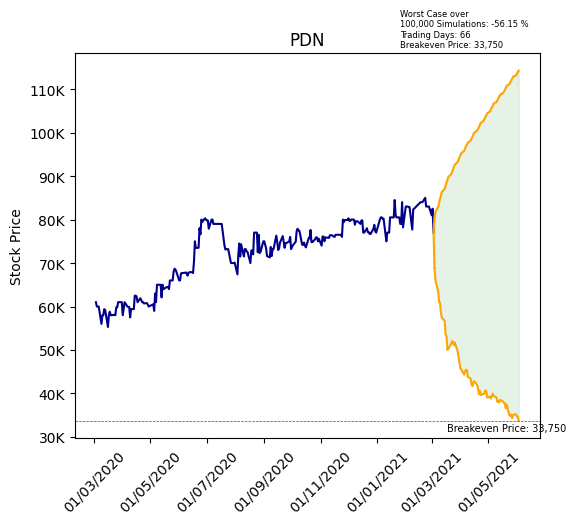 Worst Case over
100,000 Simulations: -56.15 %
Trading Days: 66
Breakeven Price: 33,750
PDN
Stock Price
110K
100K
90K
80K
70K
60K
50K
40K
30K
Breakeven Price: 33,750
01/03/2020
01/05/2020
01/07/2020
01/09/2020
01/11/2020
01/01/2021
01/03/2021
01/05/2021